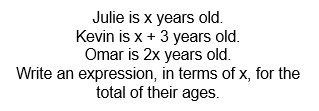 Julie is x years old.
Kevin is x + 3 years old.
Omar is 2x years old.
Write an expression, in terms of x, for the
total of their ages.